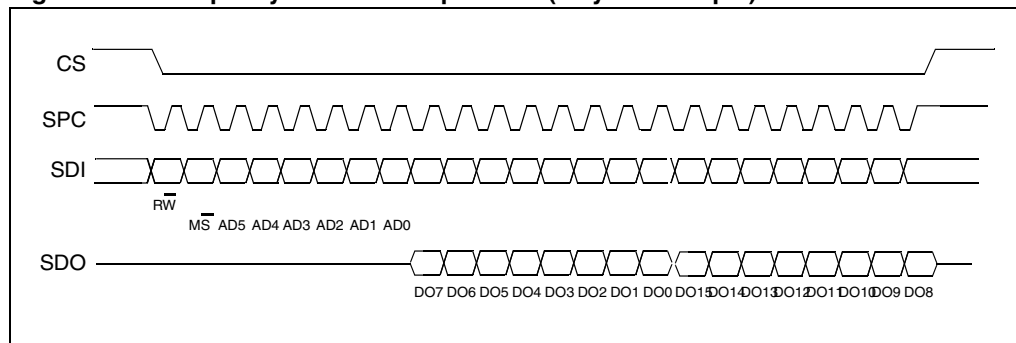 CS
SPC
SDI
RW
MS AD5 AD4 AD3 AD2 AD1 AD0
SDO
DO7 DO6 DO5 DO4 DO3 DO2 DO1 DO0 DO15 DO14 DO13 DO12 DO11 DO10 DO9 DO8